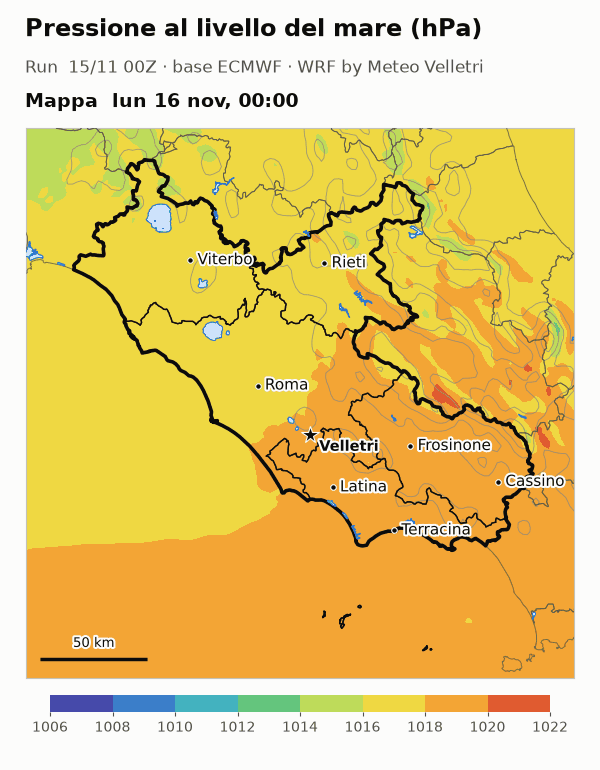 Pressione al livello del mare (hPa)
Run  15/11 00Z · base ECMWF · WRF by Meteo Velletri
Mappa  lun 16 nov, 00:00
Viterbo
Rieti
Roma
Velletri
Frosinone
Latina
Cassino
Terracina
50 km
1006 1008 1010 1012 1014 1016 1018 1020 1022